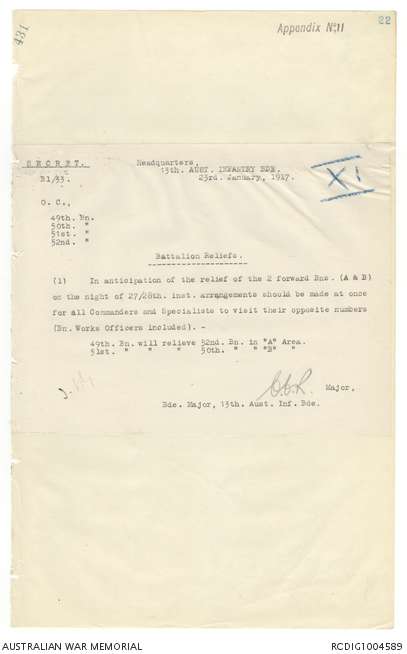 431
Appendix No 11
22
SECRET.
Headquarters,
13th. AUST. INFANTRY BDE.
B1/33.
23rd. January, 1917.
XI
O. C.,
49th. Bn.
50th. "
51st. "
52nd. "
Battalion Reliefs.
(1) In anticipation of the relief of the 2 forward Bns. (A & B)
on the night of 27/28th. inst. arrangements should be made at once
for all Commanders and Specialists to visit their opposite numbers
(Bn. Works Officers included). -
49th. Bn. will relieve 52nd. Bn. in "A" Area.
51st. " " " 50th. " " "B" "
Major,
Bde. Major, 13th. Aust. Inf. Bde.
AUSTRALIAN WAR MEMORIAL
RCDIG1004589